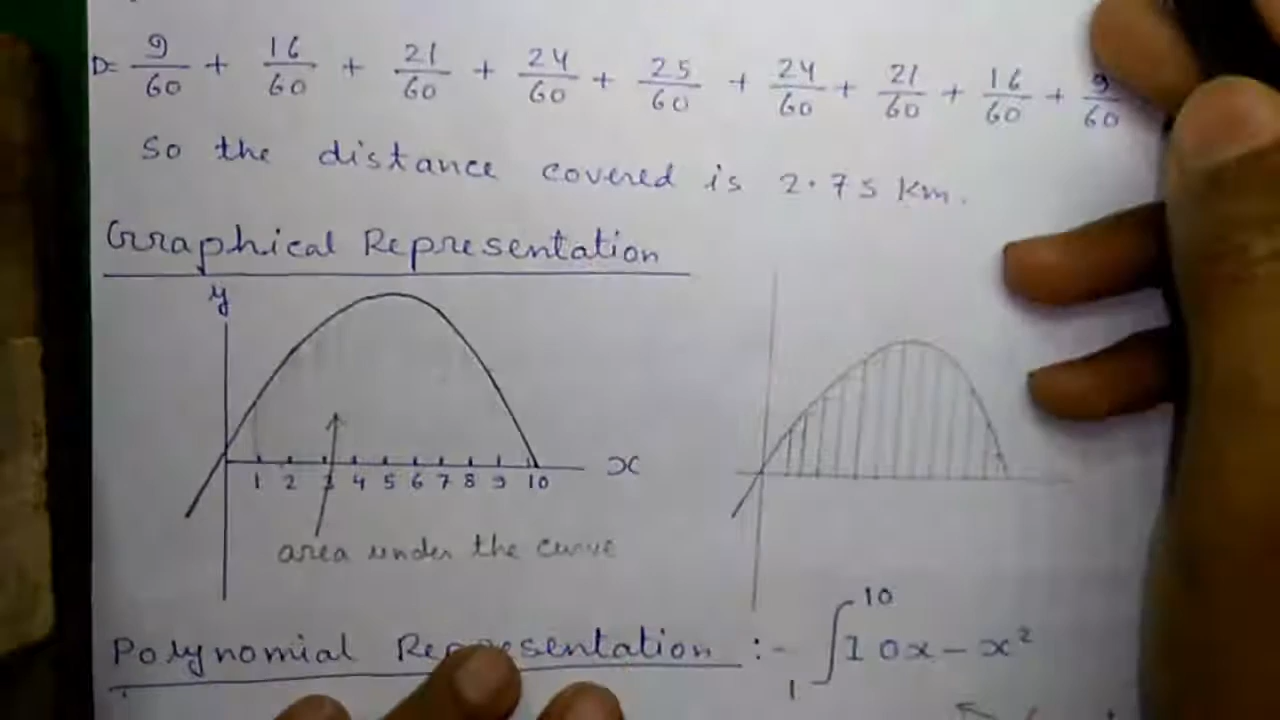 D= 9/60 + 16/60 + 21/60 + 24/60 + 25/60 + 24/60 + 21/60 + 16/60 + 9/60
So the distance covered is 2.75 Km.
Graphical Representation
y
1 2 3 4 5 6 7 8 9 10
x
area under the curve
Polynomial Representation :- ∫₁¹⁰ 10x - x²